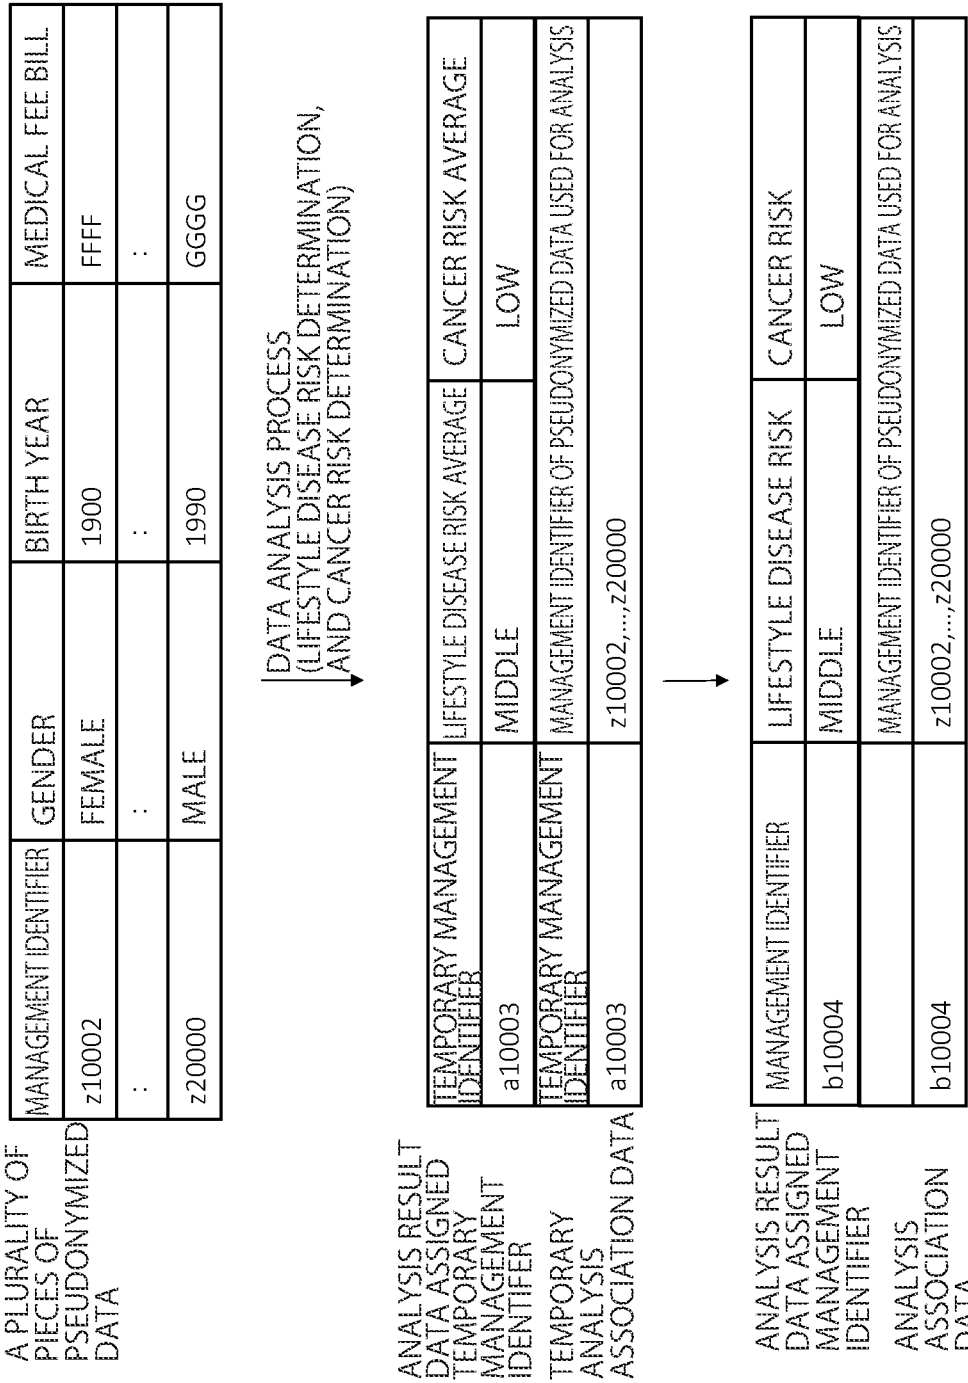 A PLURALITY OF
PIECES OF
PSEUDONYMIZED
DATA
MANAGEMENT IDENTIFIER GENDER BIRTH YEAR MEDICAL FEE BILL
z10002 FEMALE 1900 FFFF
: : : :
z20000 MALE 1990 GGGG
DATA ANALYSIS PROCESS
(LIFESTYLE DISEASE RISK DETERMINATION,
AND CANCER RISK DETERMINATION)
ANALYSIS RESULT
DATA ASSIGNED
TEMPORARY
MANAGEMENT
IDENTIFER
TEMPORARY MANAGEMENT
IDENTIFIER
LIFESTYLE DISEASE RISK AVERAGE CANCER RISK AVERAGE
a10003 MIDDLE LOW
TEMPORARY
ANALYSIS
ASSOCIATION DATA
TEMPORARY MANAGEMENT
IDENTIFIER
MANAGEMENT IDENTIFIER OF PSEUDONYMIZED DATA USED FOR ANALYSIS
a10003 z10002,...,z20000
ANALYSIS RESULT
DATA ASSIGNED
MANAGEMENT
IDENTIFIER
MANAGEMENT IDENTIFIER LIFESTYLE DISEASE RISK CANCER RISK
b10004 MIDDLE LOW
ANALYSIS
ASSOCIATION
DATA
MANAGEMENT IDENTIFIER OF PSEUDONYMIZED DATA USED FOR ANALYSIS
b10004 z10002,...,z20000